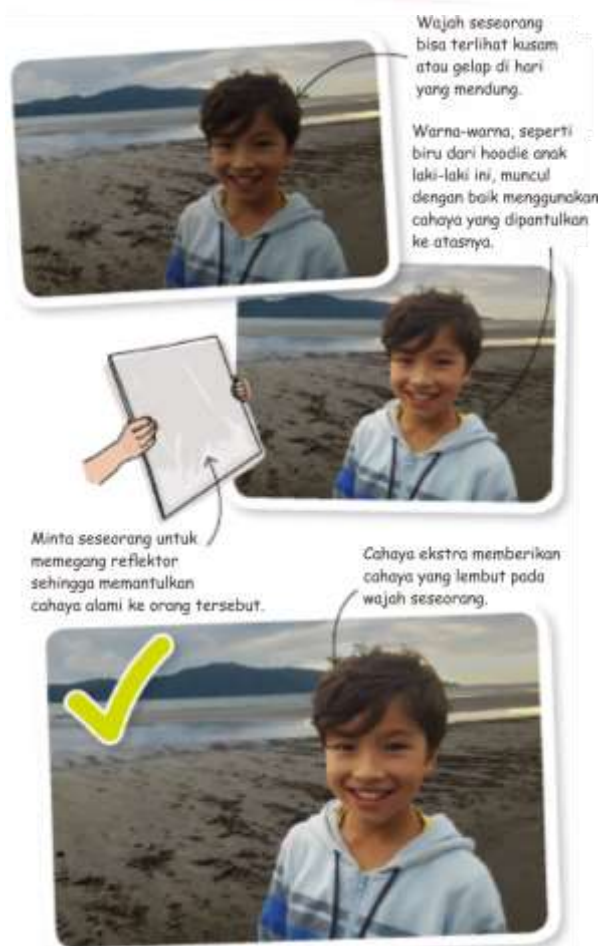 Wajah seseorang
bisa terlihat kusam
atau gelap di hari
yang mendung.
Warna-warna, seperti
biru dari hoodie anak
laki-laki ini, muncul
dengan baik menggunakan
cahaya yang dipantulkan
ke atasnya.
Minta seseorang untuk
memegang reflektor
sehingga memantulkan
cahaya alami ke orang tersebut.
Cahaya ekstra memberikan
cahaya yang lembut pada
wajah seseorang.